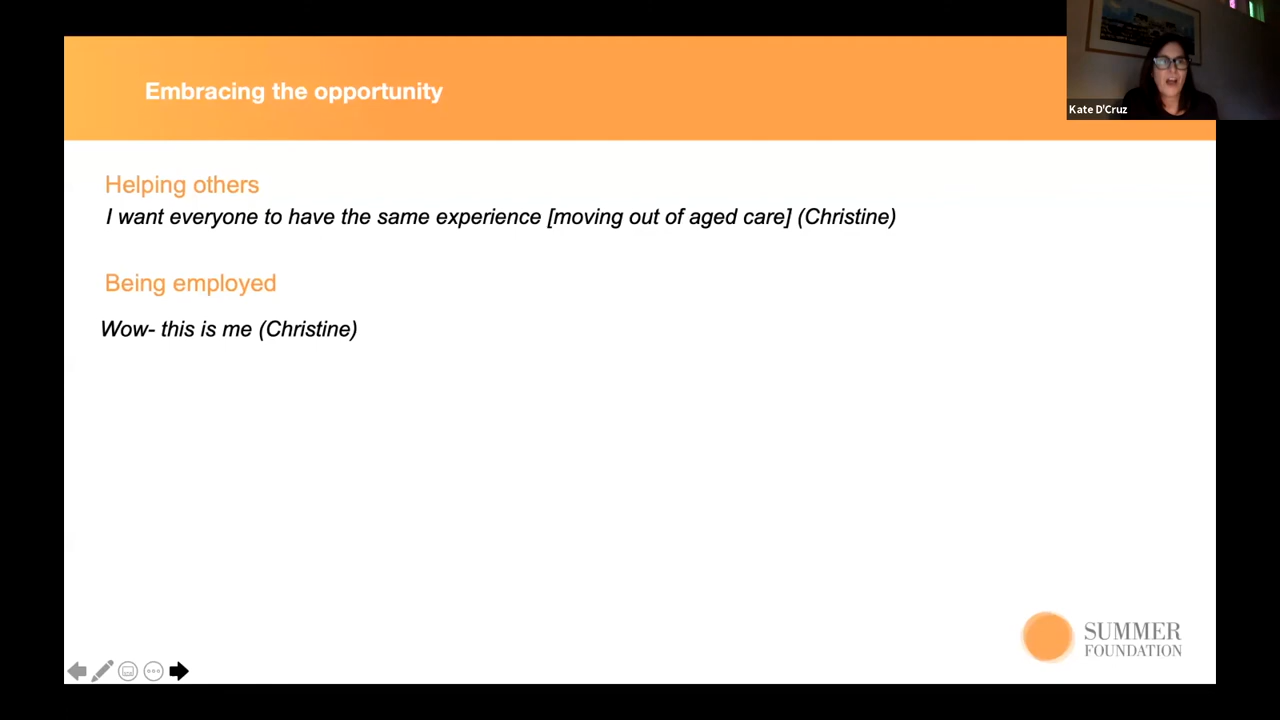 Embracing the opportunity
Kate D'Cruz
Helping others
I want everyone to have the same experience [moving out of aged care] (Christine)
Being employed
Wow- this is me (Christine)
SUMMER
FOUNDATION